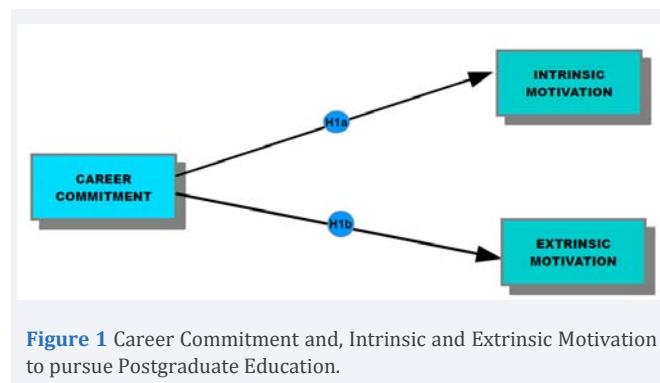 INTRINSIC
MOTIVATION
H1a
CAREER
COMMITMENT
H1b
EXTRINSIC
MOTIVATION
Figure 1 Career Commitment and, Intrinsic and Extrinsic Motivation
to pursue Postgraduate Education.